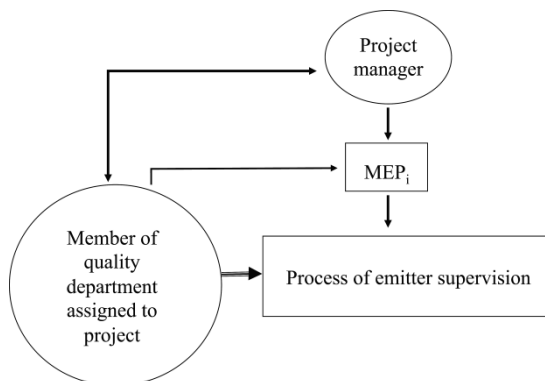 Project
manager
MEPi
Member of
quality
department
assigned to
project
Process of emitter supervision